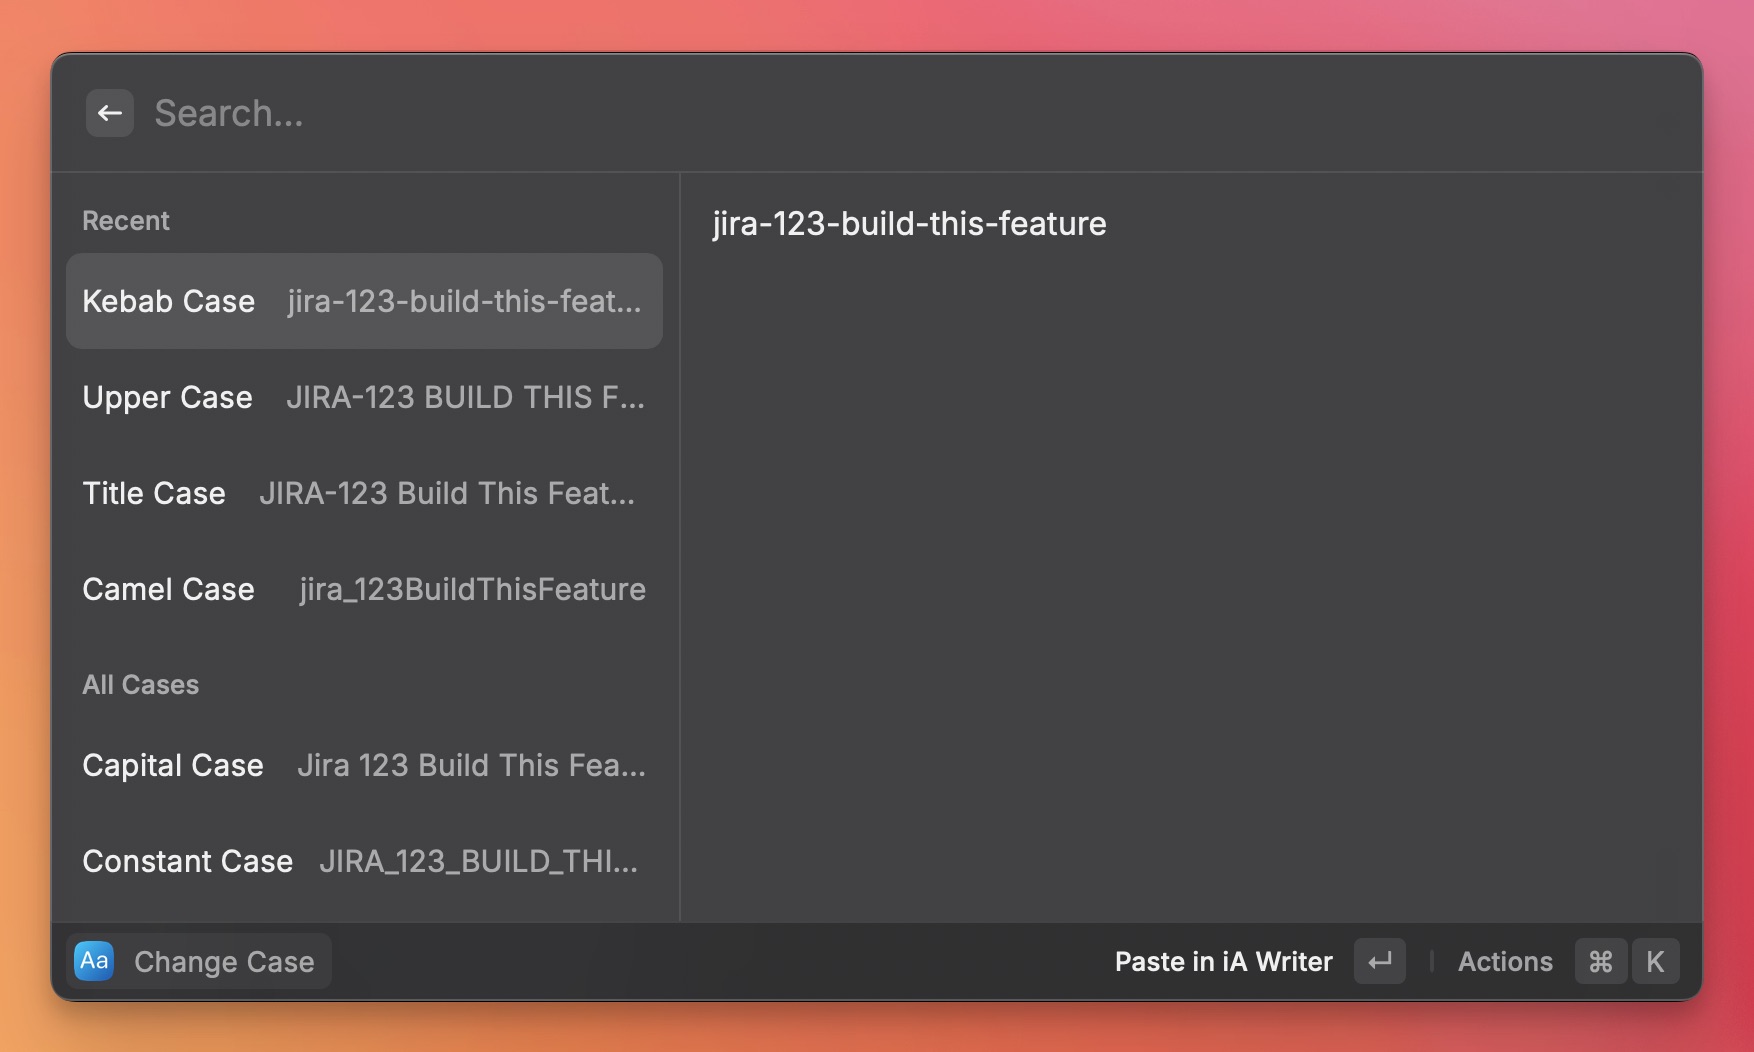 Search...
Recent
Kebab Case jira-123-build-this-feat...
Upper Case JIRA-123 BUILD THIS F...
Title Case JIRA-123 Build This Feat...
Camel Case jira_123BuildThisFeature
All Cases
Capital Case Jira 123 Build This Fea...
Constant Case JIRA_123_BUILD_THI...
jira-123-build-this-feature
Aa Change Case
Paste in iA Writer ↵ Actions ⌘ K